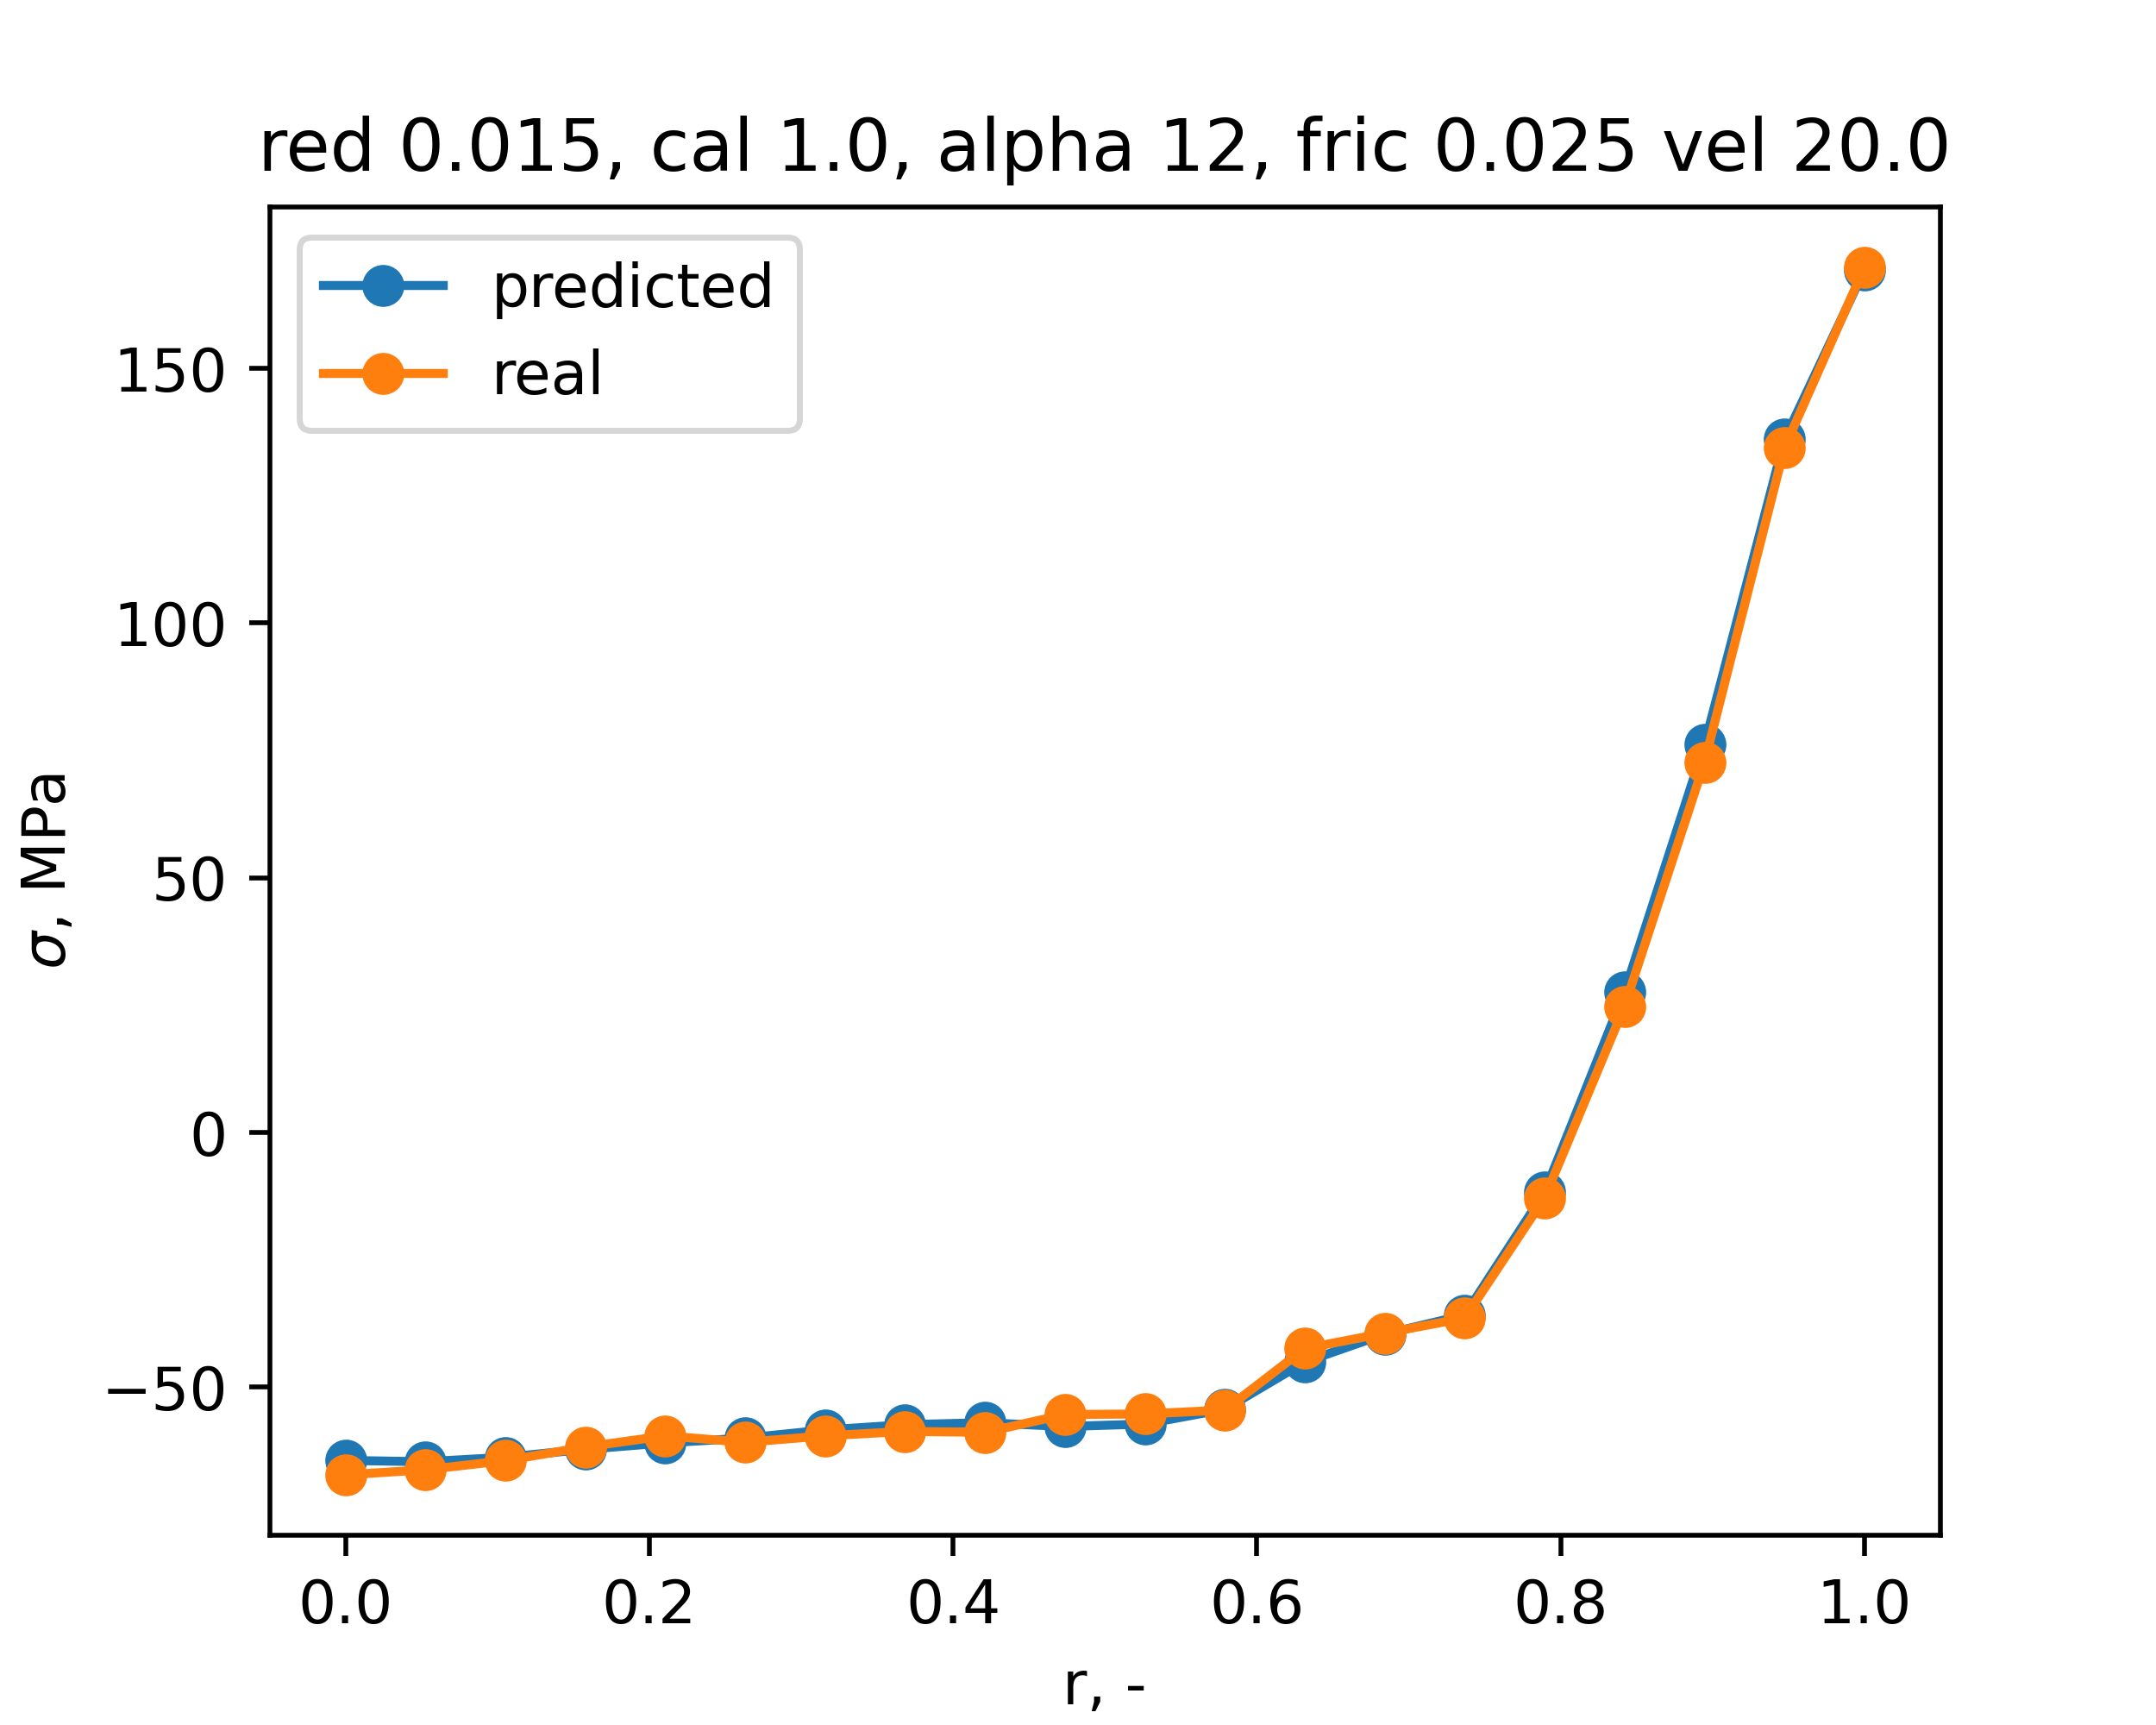 red 0.015, cal 1.0, alpha 12, fric 0.025 vel 20.0
predicted
real
150
100
50
0
−50
σ, MPa
0.0 0.2 0.4 0.6 0.8 1.0
r, -